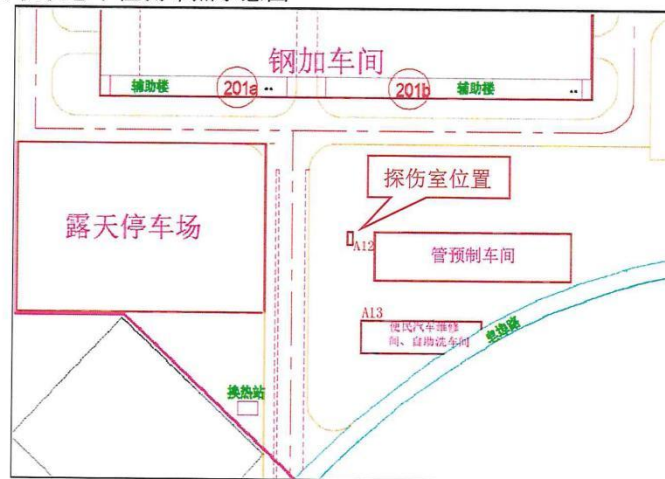 钢加车间
辅助楼
201a
201b
辅助楼
探伤室位置
露天停车场
A12
管预制车间
A13
便民汽车维修
间、自助洗车间
换热站